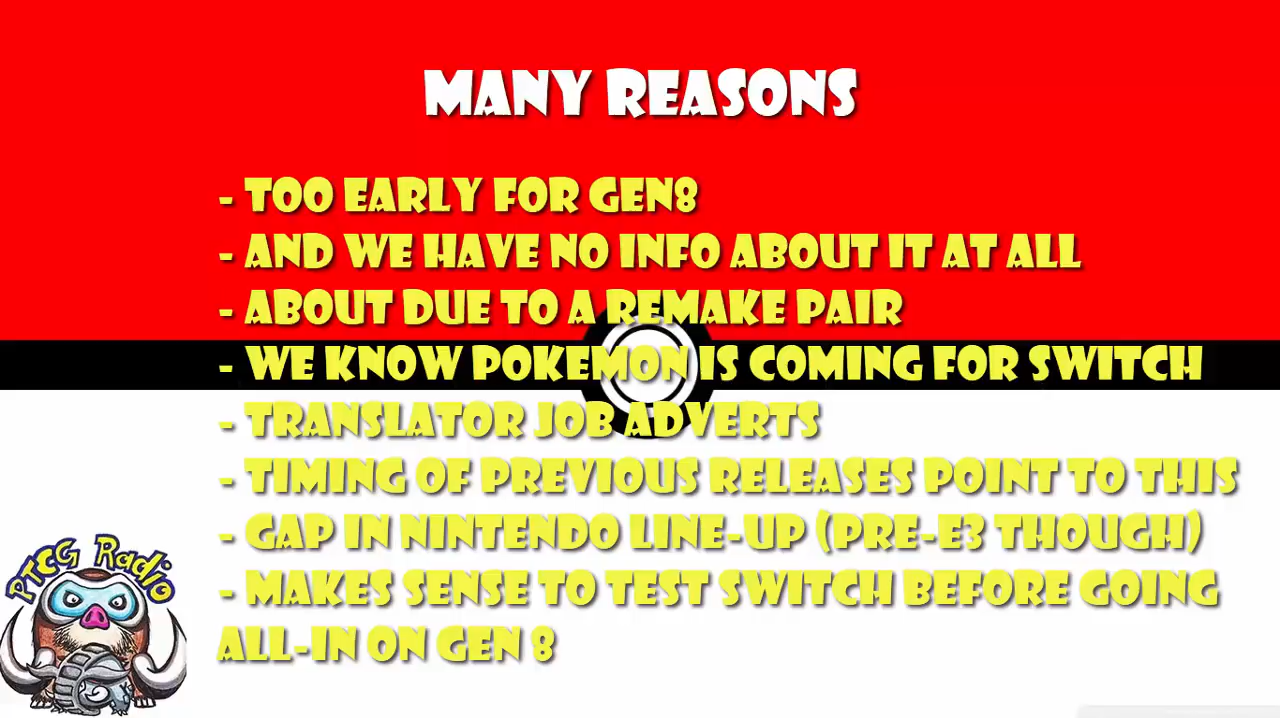 MANY REASONS
- TOO EARLY FOR GEN8
- AND WE HAVE NO INFO ABOUT IT AT ALL
- ABOUT DUE TO A REMAKE PAIR
- WE KNOW POKEMON IS COMING FOR SWITCH
- TRANSLATOR JOB ADVERTS
- TIMING OF PREVIOUS RELEASES POINT TO THIS
- GAP IN NINTENDO LINE-UP (PRE-E3 THOUGH)
- MAKES SENSE TO TEST SWITCH BEFORE GOING
ALL-IN ON GEN 8
PTCG Radio